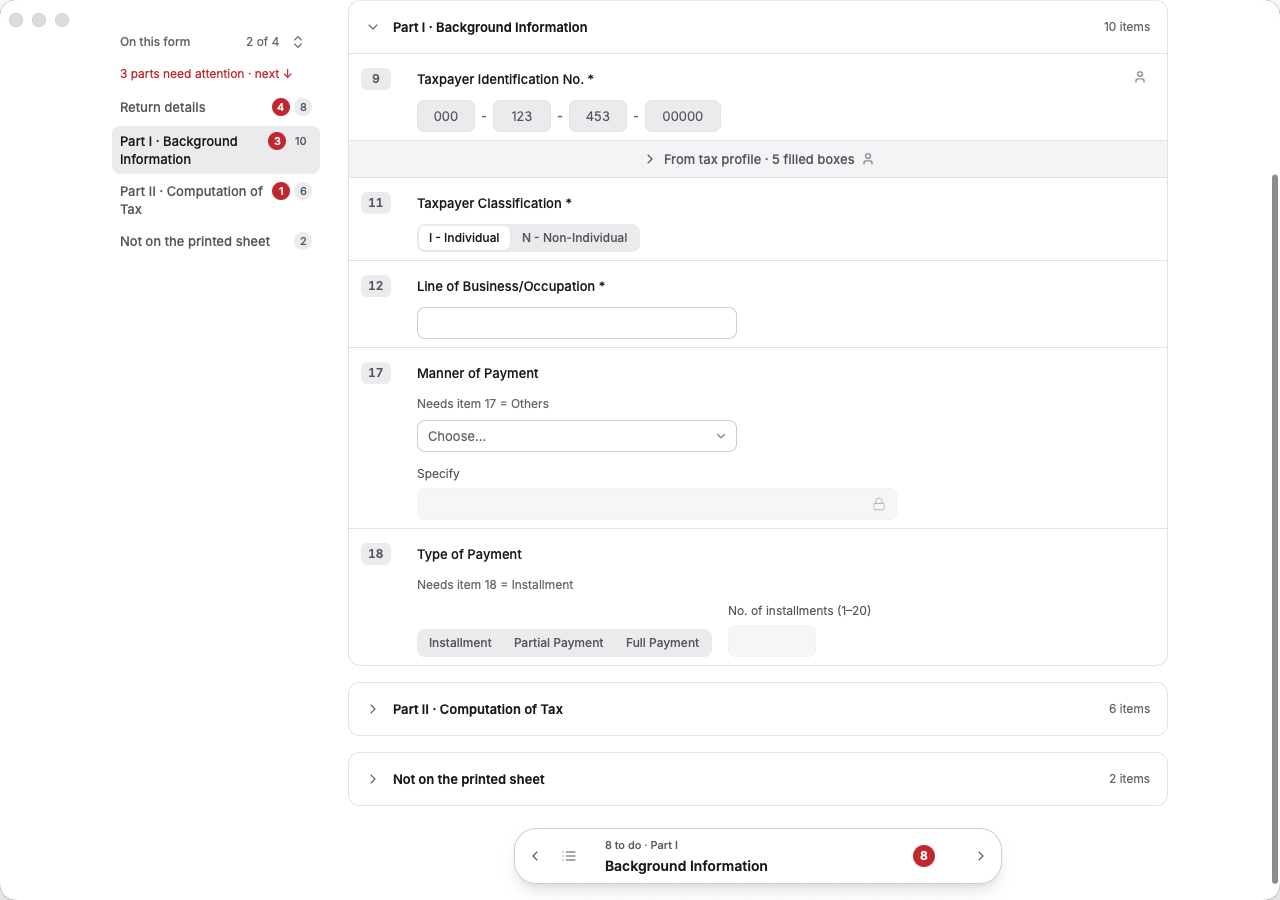 On this form 2 of 4
3 parts need attention · next ↓
Return details 4 8
Part I · Background Information 3 10
Part II · Computation of Tax 1 6
Not on the printed sheet 2
Part I · Background Information 10 items
9 Taxpayer Identification No. *
000 - 123 - 453 - 00000
From tax profile · 5 filled boxes
11 Taxpayer Classification *
I - Individual N - Non-Individual
12 Line of Business/Occupation *
17 Manner of Payment
Needs item 17 = Others
Choose...
Specify
18 Type of Payment
Needs item 18 = Installment
No. of installments (1–20)
Installment Partial Payment Full Payment
Part II · Computation of Tax 6 items
Not on the printed sheet 2 items
8 to do · Part I
Background Information 8